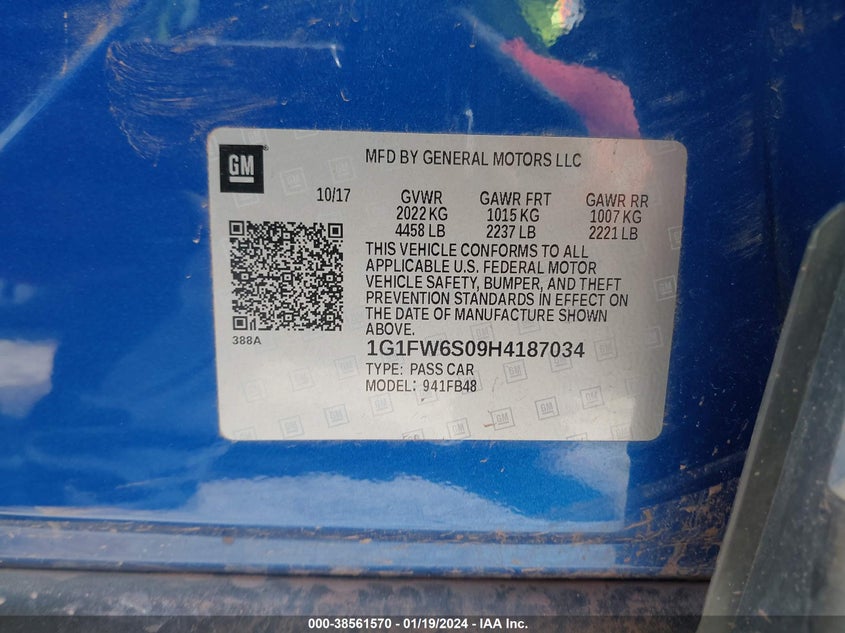 GM
MFD BY GENERAL MOTORS LLC
10/17 GVWR GAWR FRT GAWR RR
2022 KG 1015 KG 1007 KG
4458 LB 2237 LB 2221 LB
THIS VEHICLE CONFORMS TO ALL
APPLICABLE U.S. FEDERAL MOTOR
VEHICLE SAFETY, BUMPER, AND THEFT
PREVENTION STANDARDS IN EFFECT ON
THE DATE OF MANUFACTURE SHOWN
ABOVE.
388A
1G1FW6S09H4187034
TYPE: PASS CAR
MODEL: 941FB48
000-38561570 - 01/19/2024 - IAA Inc.